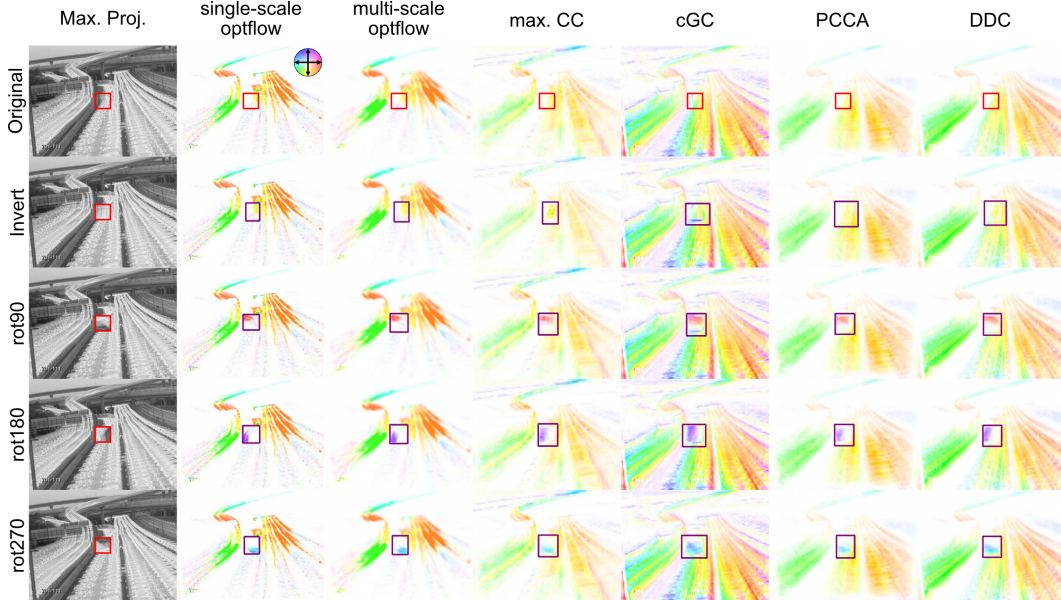 Max. Proj.
single-scale
optflow
multi-scale
optflow
max. CC
cGC
PCCA
DDC
Original
Invert
rot90
rot180
rot270